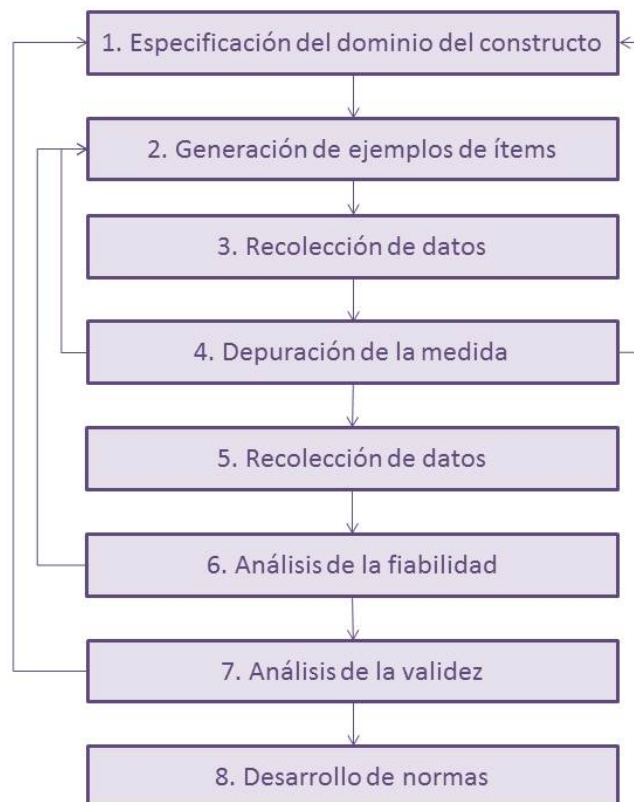 1. Especificación del dominio del constructo
2. Generación de ejemplos de ítems
3. Recolección de datos
4. Depuración de la medida
5. Recolección de datos
6. Análisis de la fiabilidad
7. Análisis de la validez
8. Desarrollo de normas